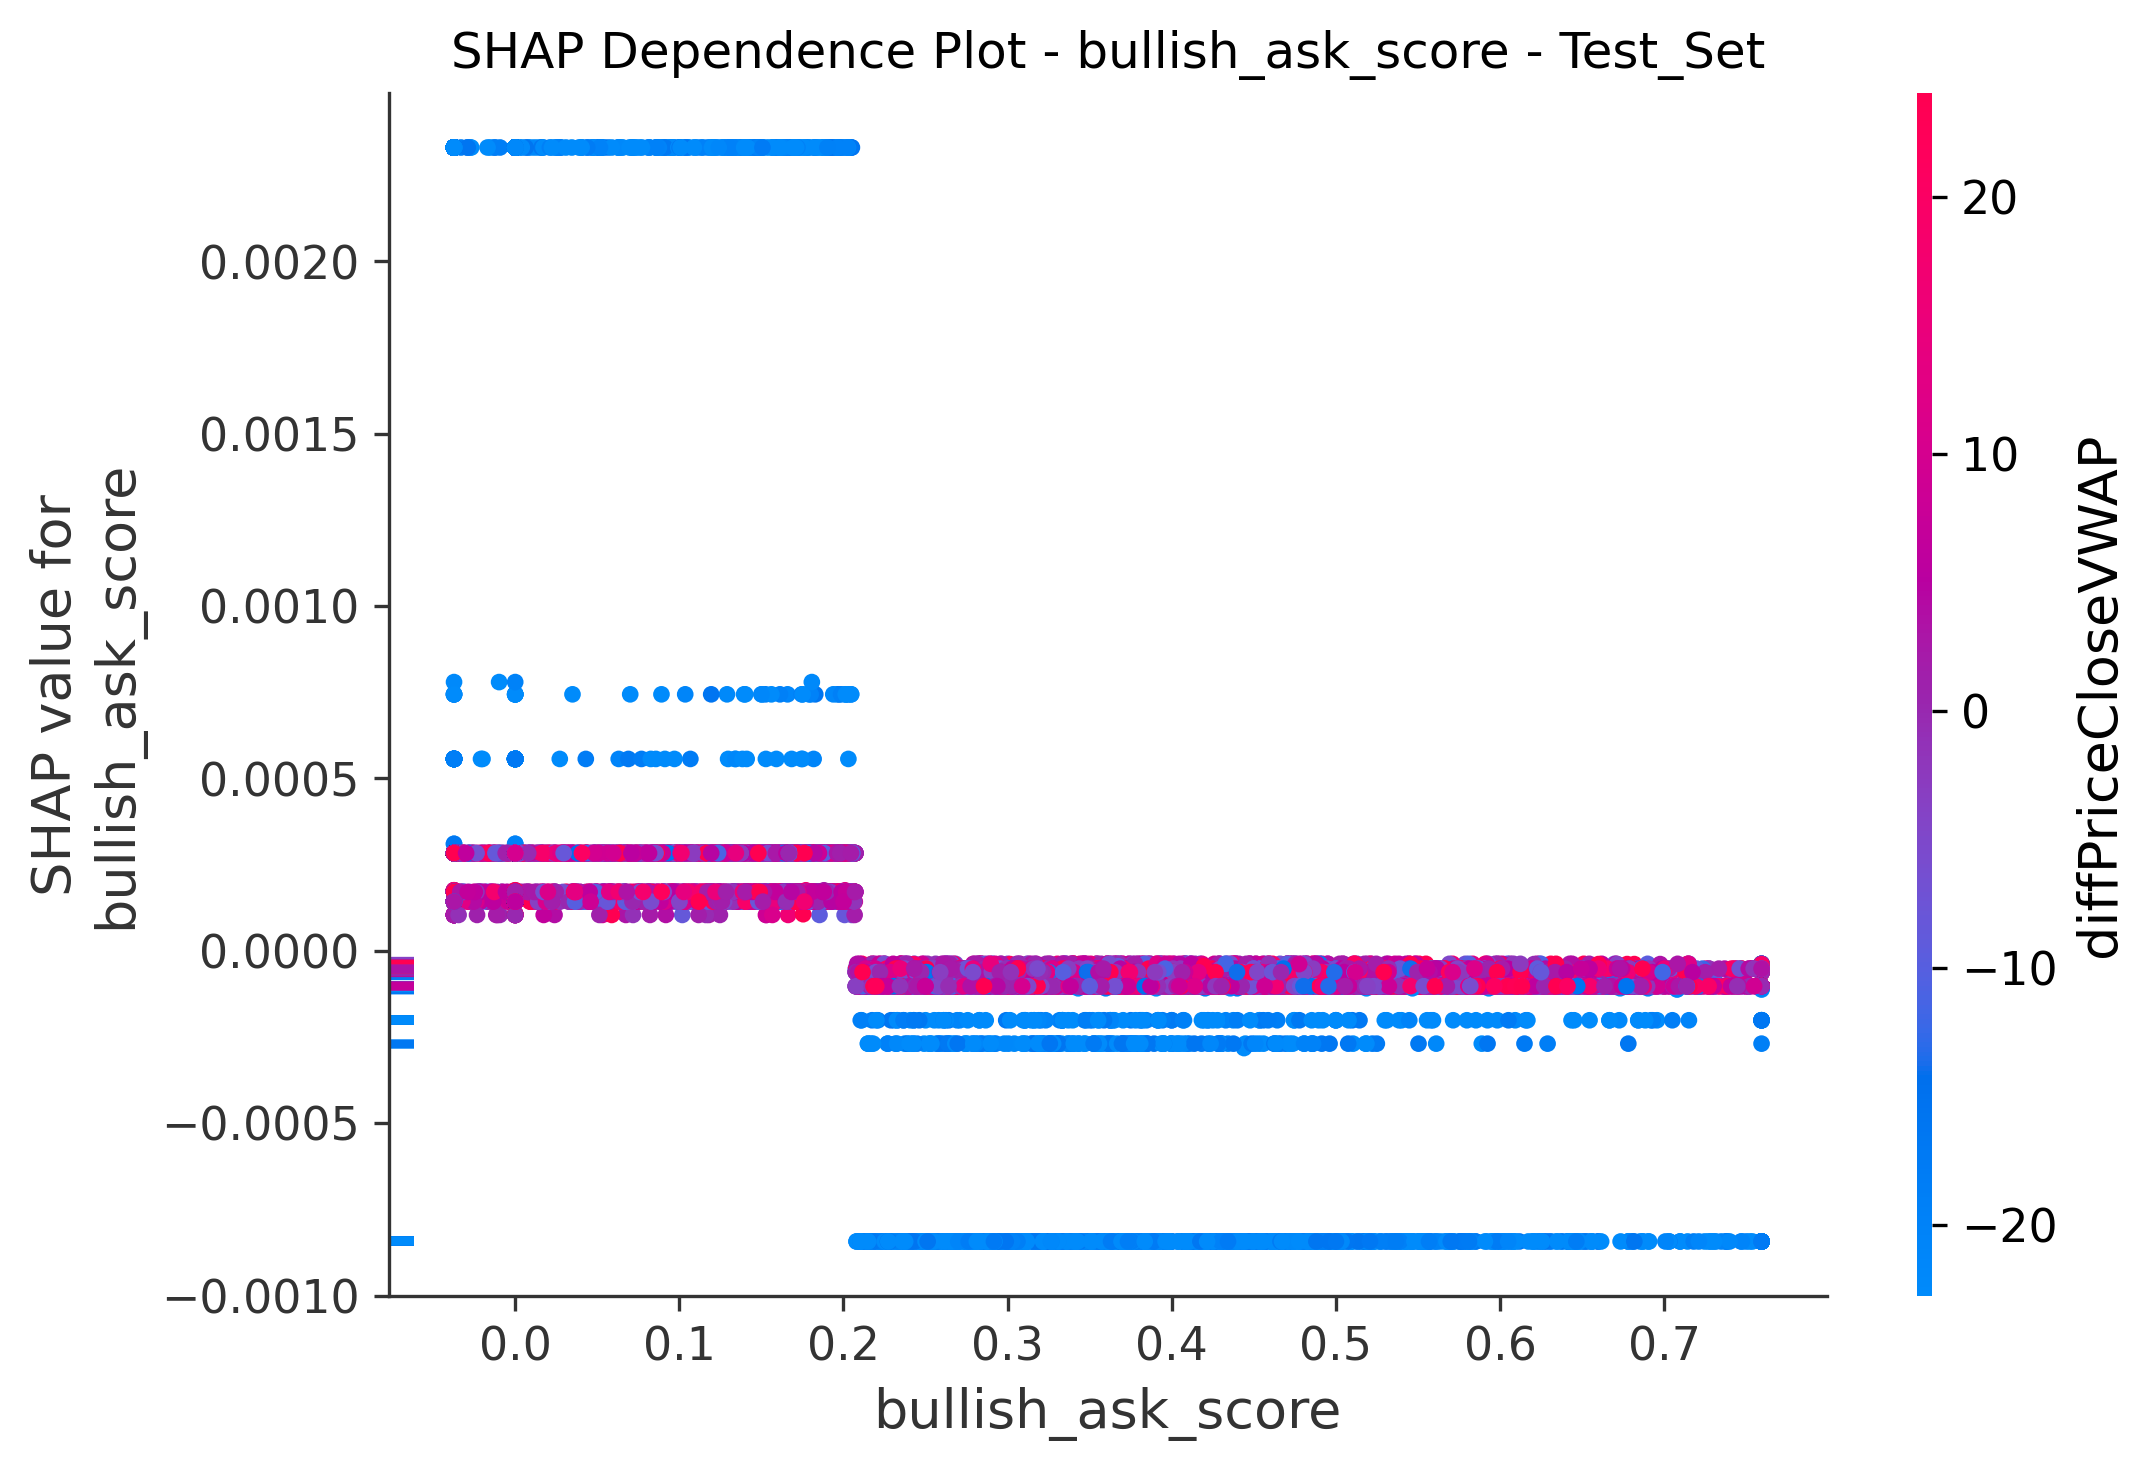 SHAP Dependence Plot - bullish_ask_score - Test_Set
SHAP value for
bullish_ask_score
0.0020
0.0015
0.0010
0.0005
0.0000
−0.0005
−0.0010
0.0 0.1 0.2 0.3 0.4 0.5 0.6 0.7
bullish_ask_score
20
10
0
−10
−20
diffPriceCloseVWAP